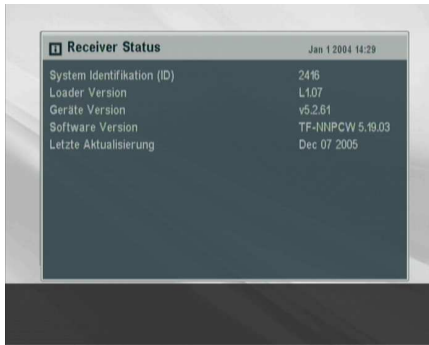 Receiver Status Jan 1 2004 14:29
System Identifikation (ID) 2416
Loader Version L1.07
Geräte Version v5.2.61
Software Version TF-NNPCW 5.19.03
Letzte Aktualisierung Dec 07 2005